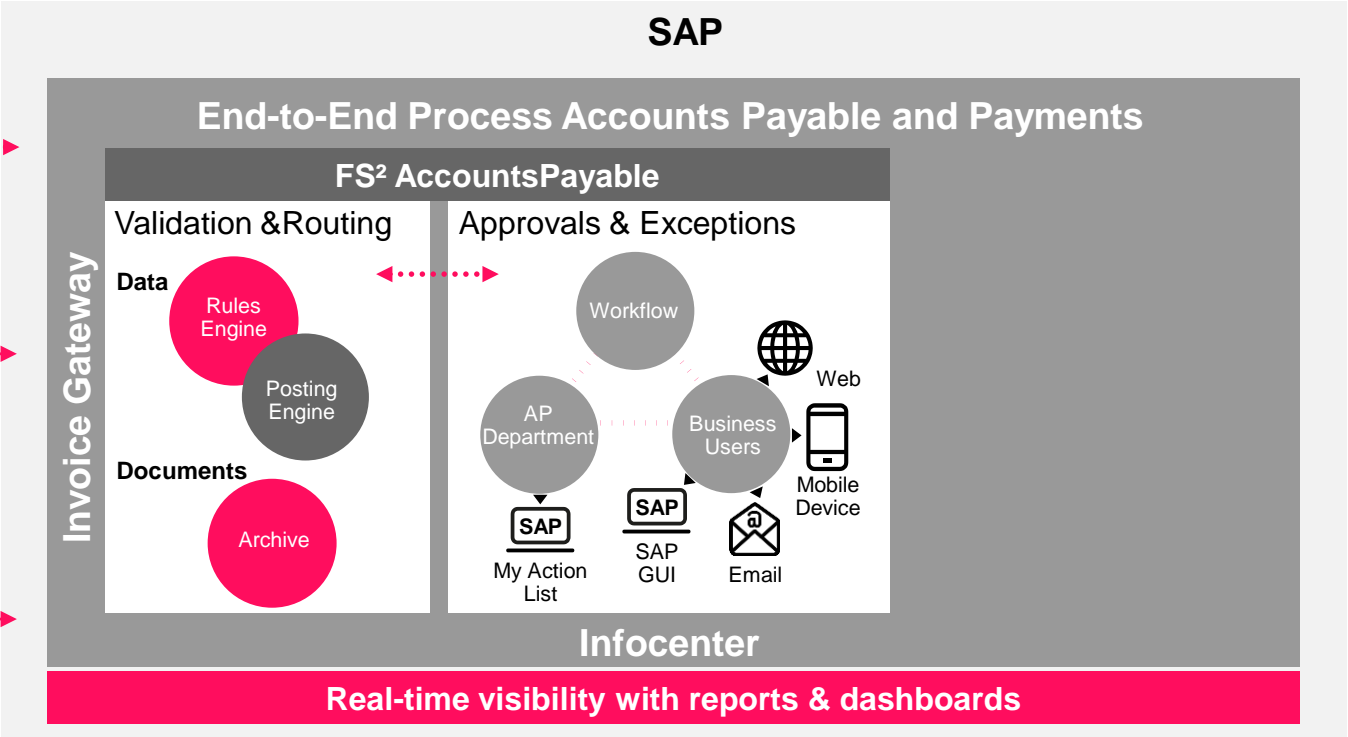 SAP
End-to-End Process Accounts Payable and Payments
FS² AccountsPayable
Invoice Gateway
Validation &Routing
Data
Rules
Engine
Posting
Engine
Documents
Archive
Approvals & Exceptions
Workflow
AP
Department
Business
Users
Web
Mobile
Device
SAP
My Action
List
SAP
SAP
GUI
@
Email
Infocenter
Real-time visibility with reports & dashboards